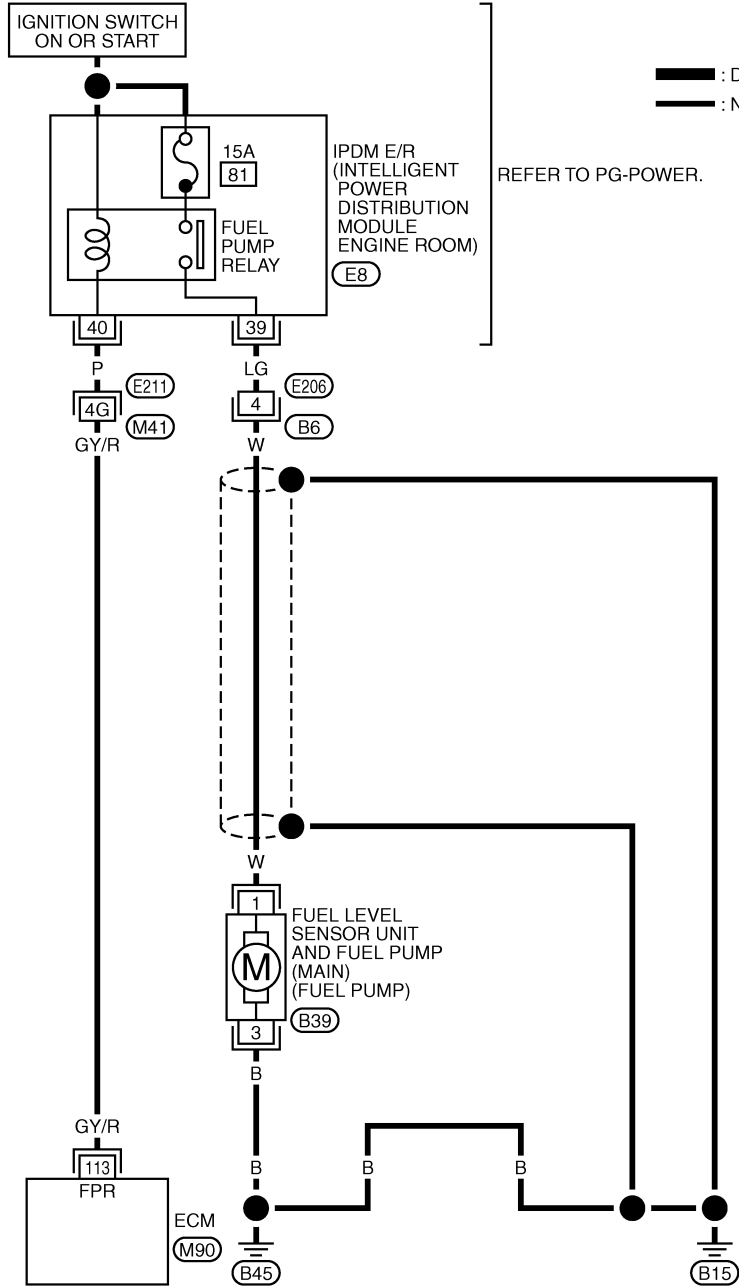 IGNITION SWITCH
ON OR START
: D
: N
15A
81
IPDM E/R
(INTELLIGENT
POWER
DISTRIBUTION
MODULE
ENGINE ROOM)
E8
REFER TO PG-POWER.
FUEL
PUMP
RELAY
40
39
P
LG
E211
E206
4G
4
M41
B6
GY/R
W
W
1
FUEL LEVEL
SENSOR UNIT
AND FUEL PUMP
(MAIN)
(FUEL PUMP)
M
B39
3
B
GY/R
B
B
B
113
FPR
ECM
M90
B45
B15